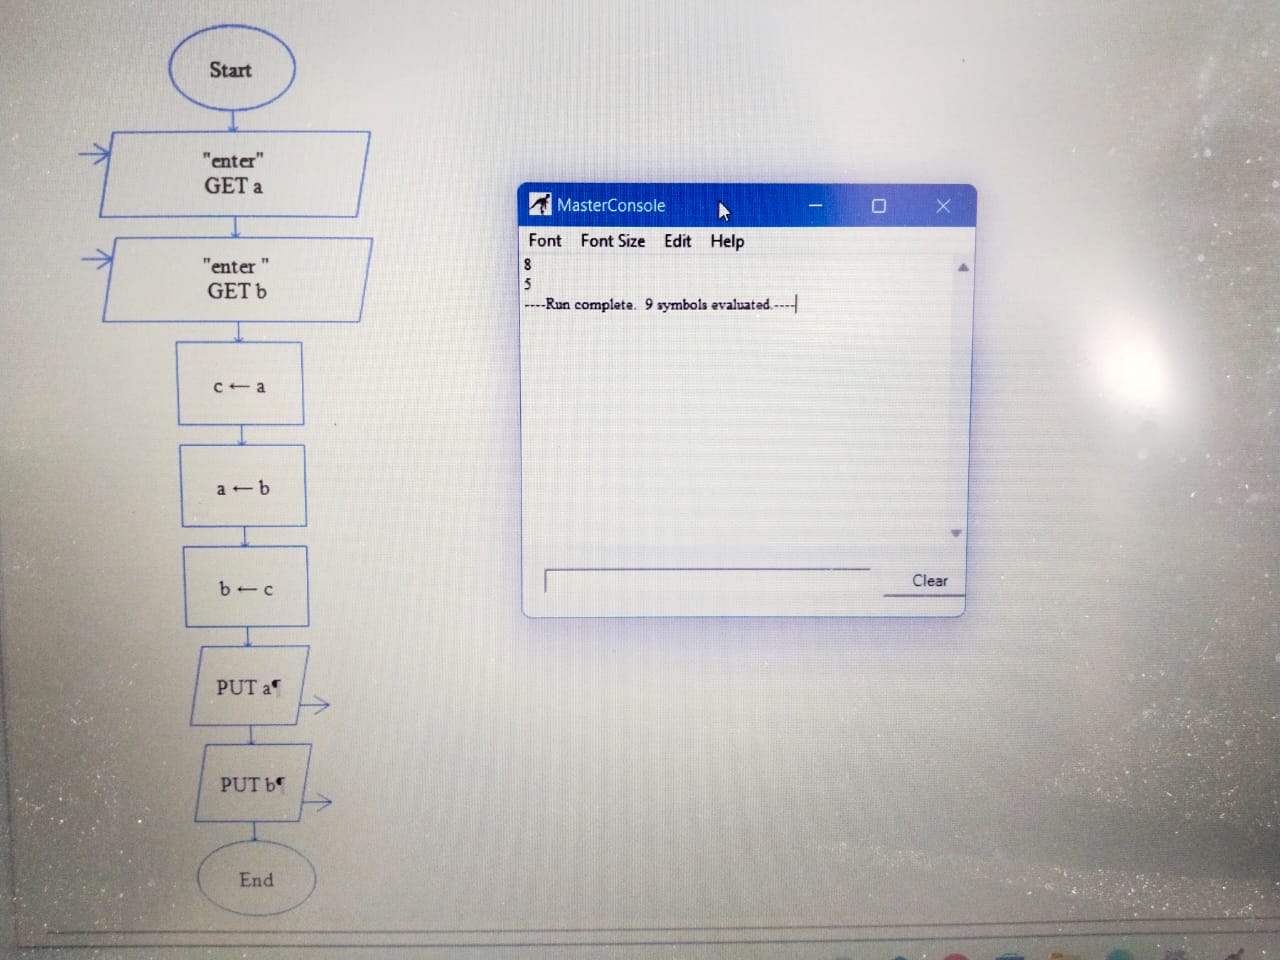 Start
"enter"
GET a
"enter "
GET b
c ← a
a ← b
b ← c
PUT a¶
PUT b¶
End
MasterConsole
Font Font Size Edit Help
8
5
----Run complete.  9 symbols evaluated.----
Clear